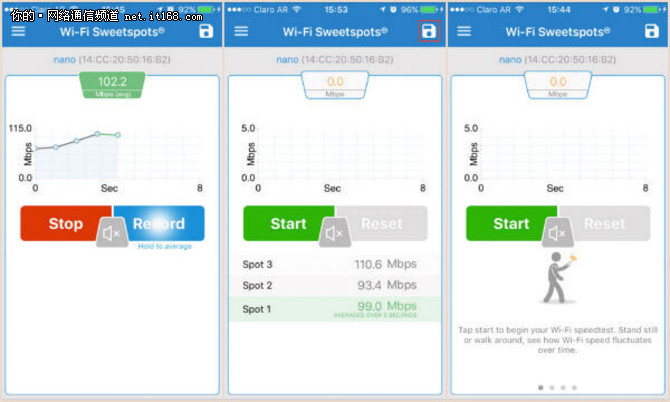 你的·网络通信频道 net.it168.com
Wi-Fi Sweetspots®
nano (14:CC:20:50:16:B2)
102.2
Mbps (avg)
115.0
Mbps
0.0
0
Sec
8
Stop
Record
Hold to average
Claro AR
15:53
96%
Wi-Fi Sweetspots®
nano (14:CC:20:50:16:B2)
0.0
Mbps
5.0
Mbps
0.0
0
Sec
8
Start
Reset
Spot 3 110.6 Mbps
Spot 2 93.4 Mbps
Spot 1 99.0 Mbps
AVERAGED OVER 3 SECONDS
Claro AR
15:44
92%
Wi-Fi Sweetspots®
nano (14:CC:20:50:16:B2)
0.0
Mbps
5.0
Mbps
0.0
0
Sec
8
Start
Reset
Tap start to begin your Wi-Fi speedtest. Stand still
or walk around, see how Wi-Fi speed fluctuates
over time.